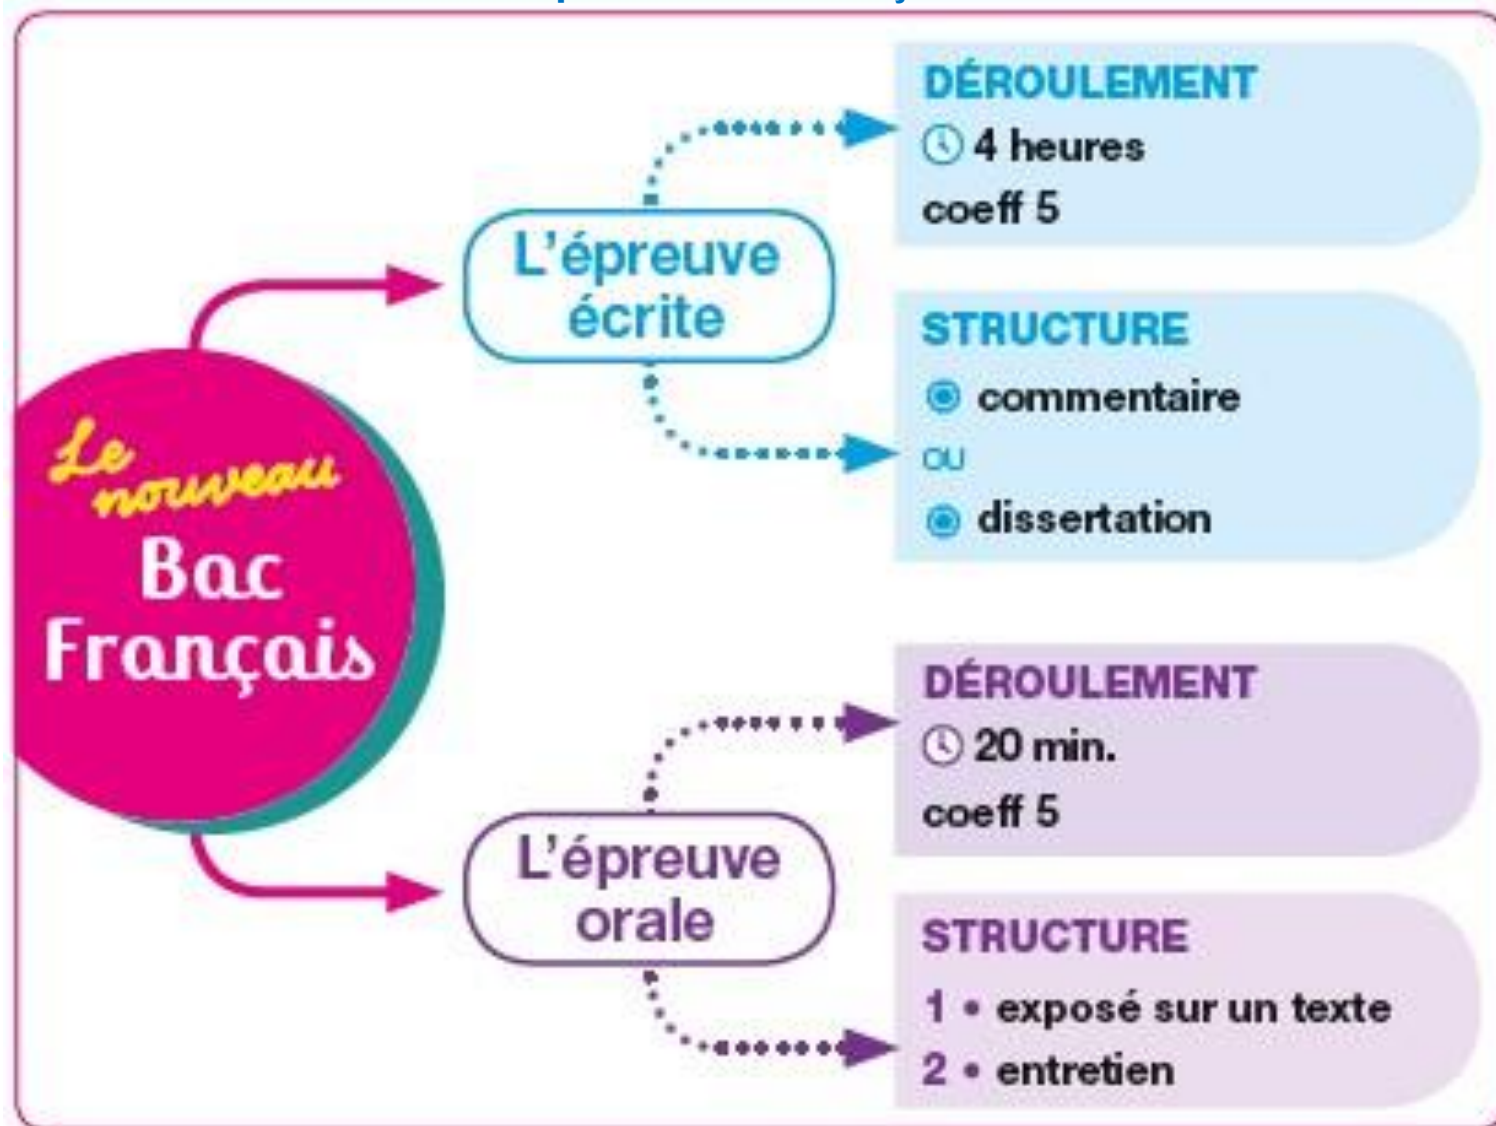 Le
nouveau
Bac
Français
L'épreuve
écrite
DÉROULEMENT
4 heures
coeff 5
STRUCTURE
commentaire
OU
dissertation
L'épreuve
orale
DÉROULEMENT
20 min.
coeff 5
STRUCTURE
1 • exposé sur un texte
2 • entretien